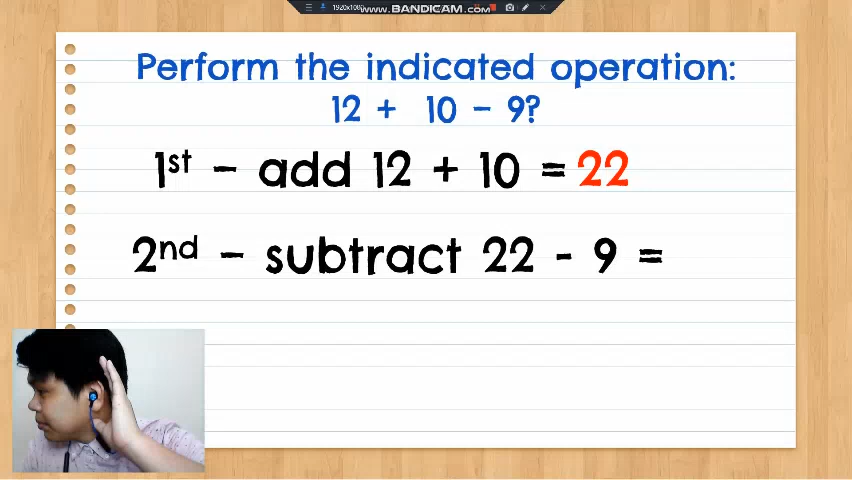 1920x1080
www.BANDICAM.com
Perform the indicated operation:
12 + 10 - 9?
1st - add 12 + 10 = 22
2nd - subtract 22 - 9 =